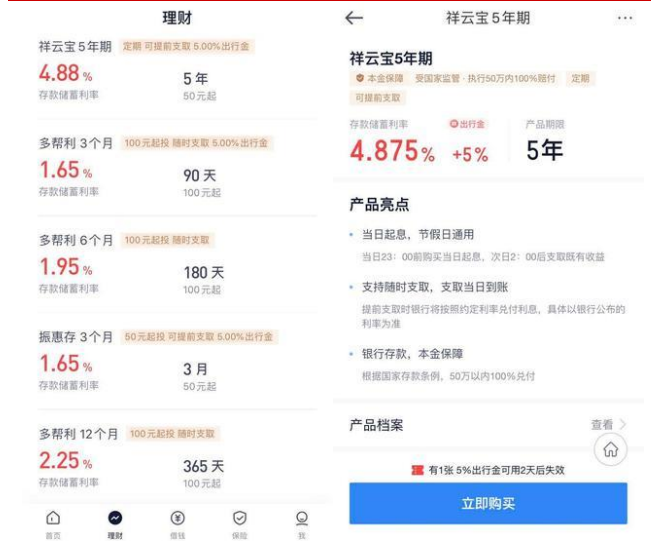 理财
祥云宝5年期 定期 可提前支取 5.00%出行金
4.88% 5年
存款储蓄利率 50元起
多帮利 3个月 100元起投 随时支取 5.00%出行金
1.65% 90天
存款储蓄利率 100元起
多帮利 6个月 100元起投 随时支取
1.95% 180天
存款储蓄利率 100元起
振惠存 3个月 50元起投 可提前支取 5.00%出行金
1.65% 3月
存款储蓄利率 50元起
多帮利 12个月 100元起投 随时支取
2.25% 365天
存款储蓄利率 100元起
首页 理财 借钱 保险 我
祥云宝5年期 ...
祥云宝5年期
本金保障 受国家监管·执行50万内100%赔付 定期
可提前支取
存款储蓄利率 出行金 产品期限
4.875% +5% 5年
产品亮点
• 当日起息，节假日通用
当日23：00前购买当日起息，次日2：00后支取既有收益
• 支持随时支取，支取当日到账
提前支取时银行将按照约定利率兑付利息，具体以银行公布的
利率为准
• 银行存款，本金保障
根据国家存款条例，50万以内100%兑付
产品档案 查看
有1张 5%出行金可用2天后失效
立即购买